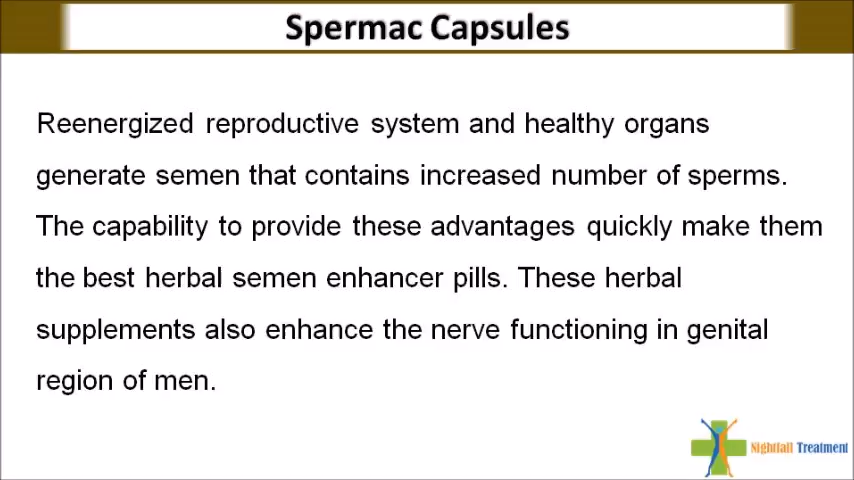 Spermac Capsules
Reenergized reproductive system and healthy organs
generate semen that contains increased number of sperms.
The capability to provide these advantages quickly make them
the best herbal semen enhancer pills. These herbal
supplements also enhance the nerve functioning in genital
region of men.
Nightfall Treatment